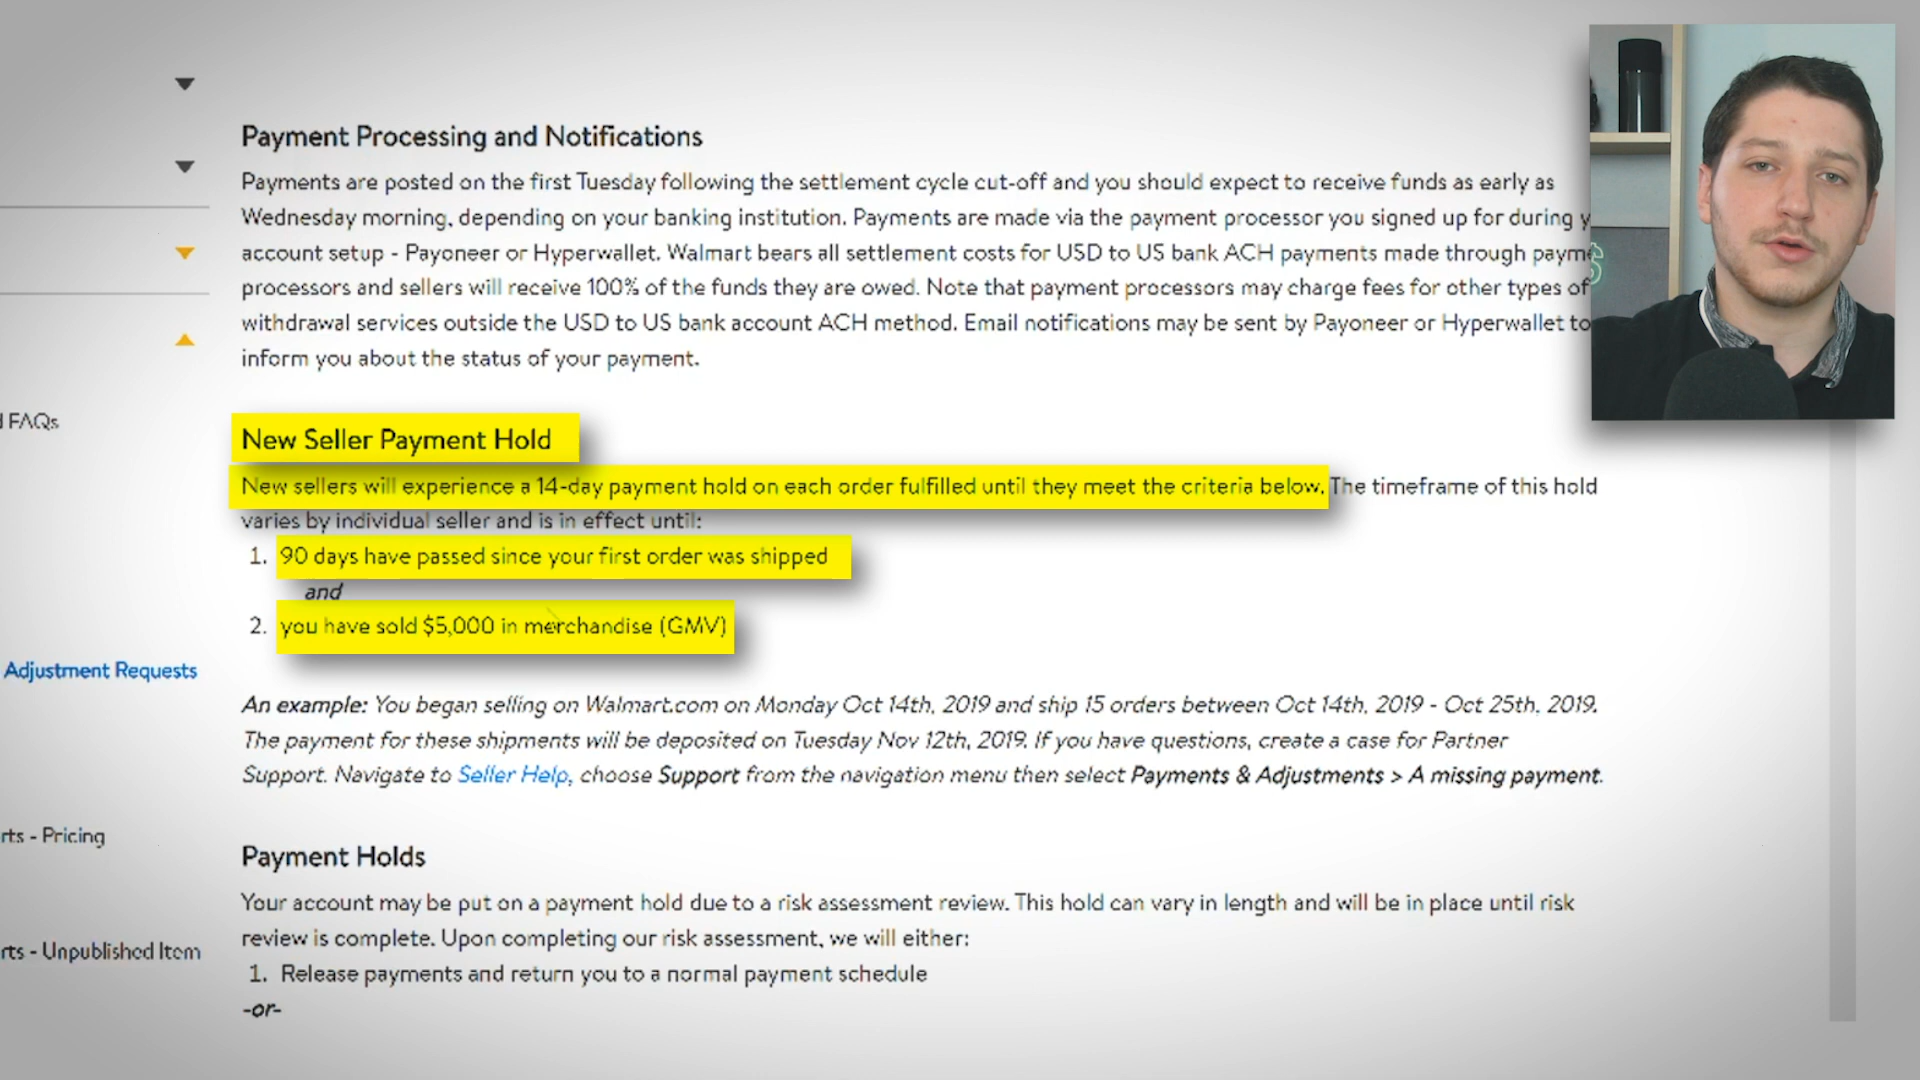 Payment Processing and Notifications
Payments are posted on the first Tuesday following the settlement cycle cut-off and you should expect to receive funds as early as
Wednesday morning, depending on your banking institution. Payments are made via the payment processor you signed up for during y
account setup - Payoneer or Hyperwallet. Walmart bears all settlement costs for USD to US bank ACH payments made through payme
processors and sellers will receive 100% of the funds they are owed. Note that payment processors may charge fees for other types of
withdrawal services outside the USD to US bank account ACH method. Email notifications may be sent by Payoneer or Hyperwallet to
inform you about the status of your payment.
d FAQs
New Seller Payment Hold
New sellers will experience a 14-day payment hold on each order fulfilled until they meet the criteria below. The timeframe of this hold
varies by individual seller and is in effect until:
1. 90 days have passed since your first order was shipped
and
2. you have sold $5,000 in merchandise (GMV)
Adjustment Requests
An example: You began selling on Walmart.com on Monday Oct 14th, 2019 and ship 15 orders between Oct 14th, 2019 - Oct 25th, 2019.
The payment for these shipments will be deposited on Tuesday Nov 12th, 2019. If you have questions, create a case for Partner
Support. Navigate to Seller Help, choose Support from the navigation menu then select Payments & Adjustments > A missing payment.
rts - Pricing
Payment Holds
Your account may be put on a payment hold due to a risk assessment review. This hold can vary in length and will be in place until risk
review is complete. Upon completing our risk assessment, we will either:
rts - Unpublished Item
1. Release payments and return you to a normal payment schedule
-or-